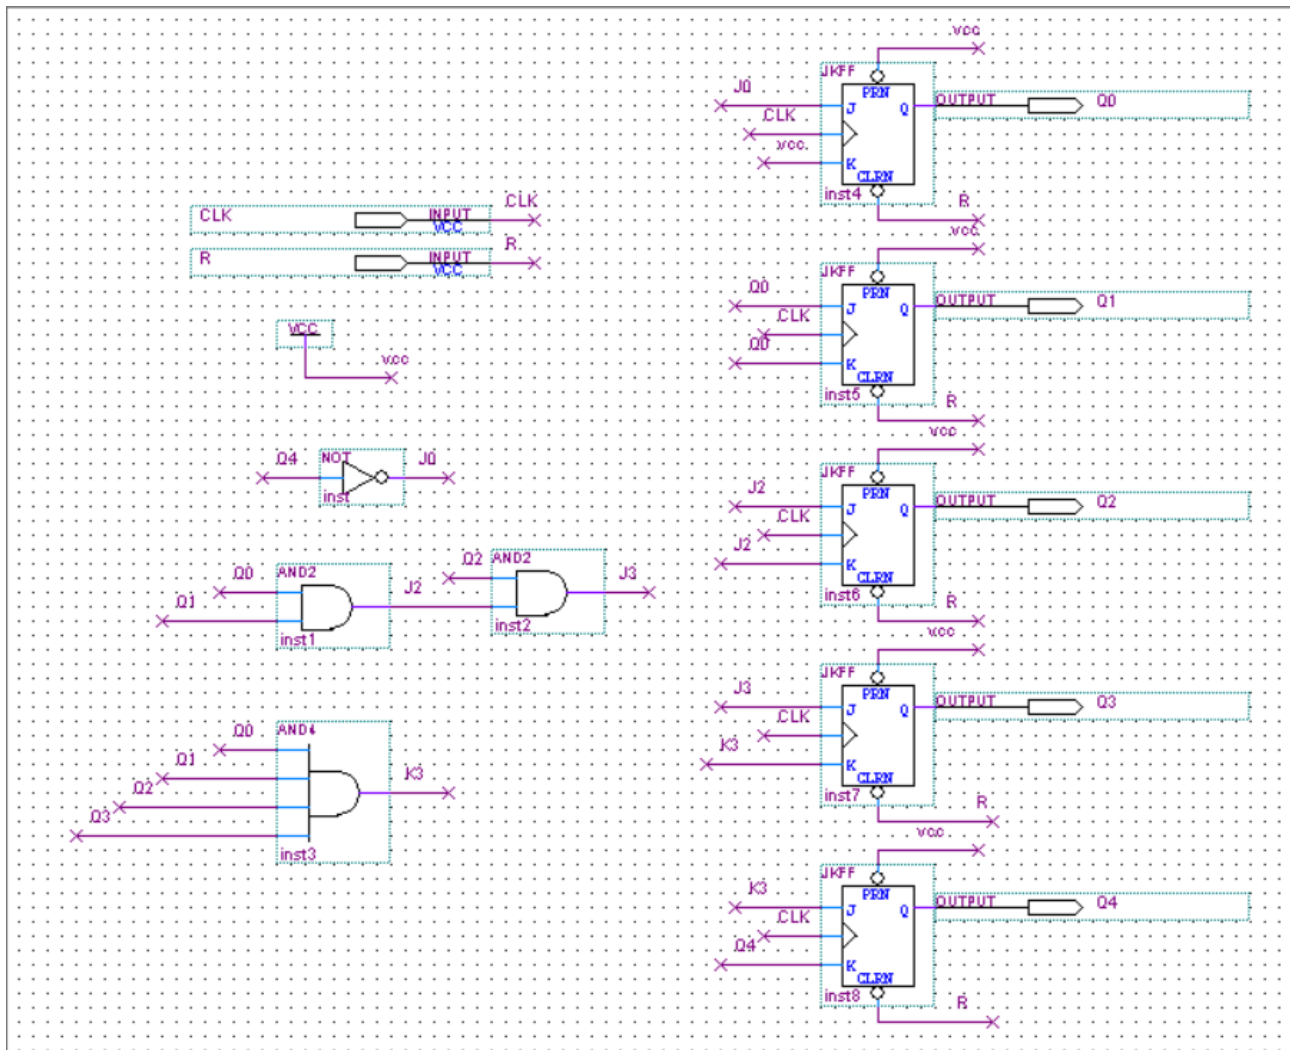 CLK INPUT VCC CLK
R INPUT VCC R
VCC
vcc
Q4 NOT J0
inst
Q0 AND2 J2 Q2 AND2 J3
Q1
inst1
inst2
Q0 AND4
Q1
Q2
Q3
K3
inst3
vcc
JKFF
PRN
J0 J Q OUTPUT Q0
CLK
vcc K
CLRN
inst4
R
vcc
JKFF
PRN
Q0 J Q OUTPUT Q1
CLK
Q0 K
CLRN
inst5
R
vcc
JKFF
PRN
J2 J Q OUTPUT Q2
CLK
J2 K
CLRN
inst6
R
vcc
JKFF
PRN
J3 J Q OUTPUT Q3
CLK
K3 K
CLRN
inst7
R
vcc
JKFF
PRN
K3 J Q OUTPUT Q4
CLK
Q4 K
CLRN
inst8
R